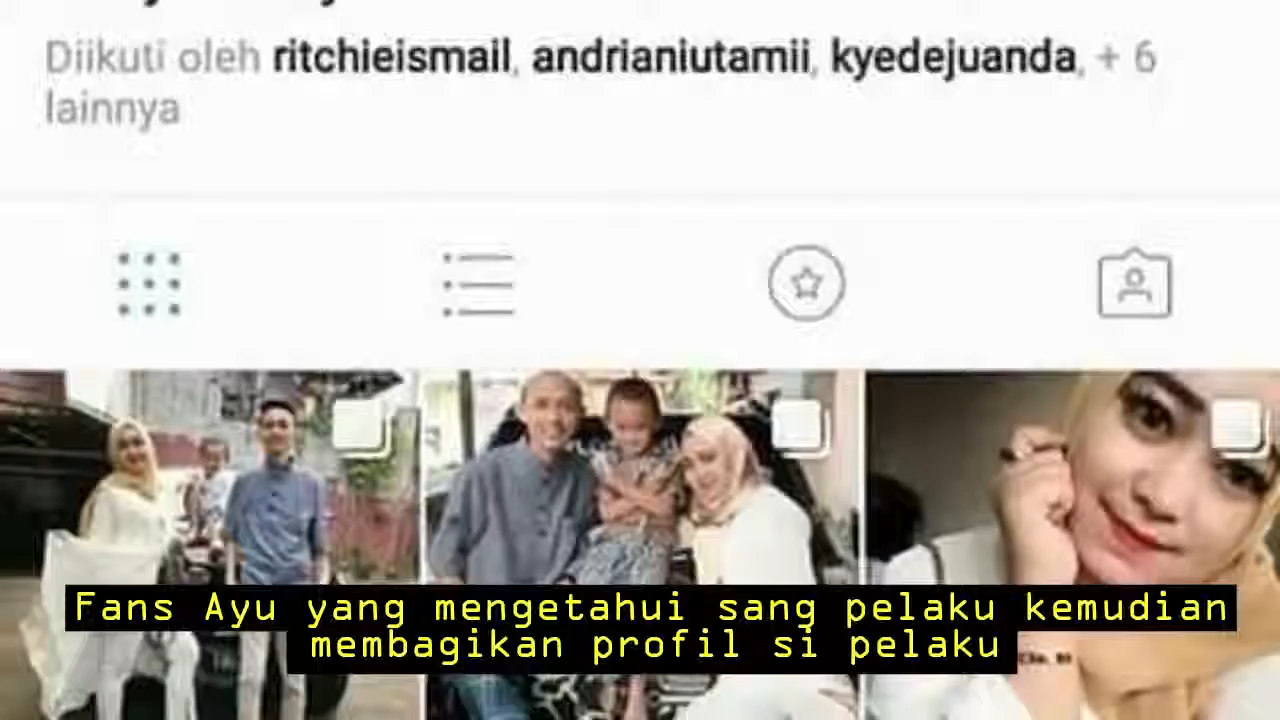 Diikuti oleh ritchieismail, andrianiutamii, kyedejuanda, + 6
lainnya
Fans Ayu yang mengetahui sang pelaku kemudian
membagikan profil si pelaku